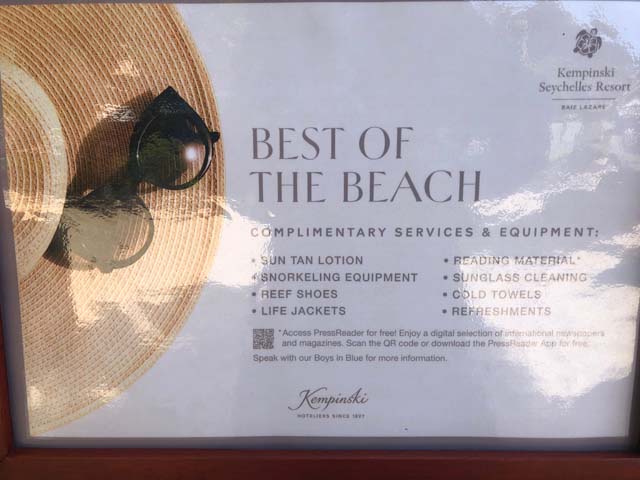 Kempinski
Seychelles Resort
BAIE LAZARE
BEST OF
THE BEACH
COMPLIMENTARY SERVICES & EQUIPMENT:
• SUN TAN LOTION
• SNORKELING EQUIPMENT
• REEF SHOES
• LIFE JACKETS
• READING MATERIAL*
• SUNGLASS CLEANING
• COLD TOWELS
• REFRESHMENTS
*Access PressReader for free! Enjoy a digital selection of international newspapers
and magazines. Scan the QR code or download the PressReader App for free.
Speak with our Boys in Blue for more information.
Kempinski
HOTELIERS SINCE 1897